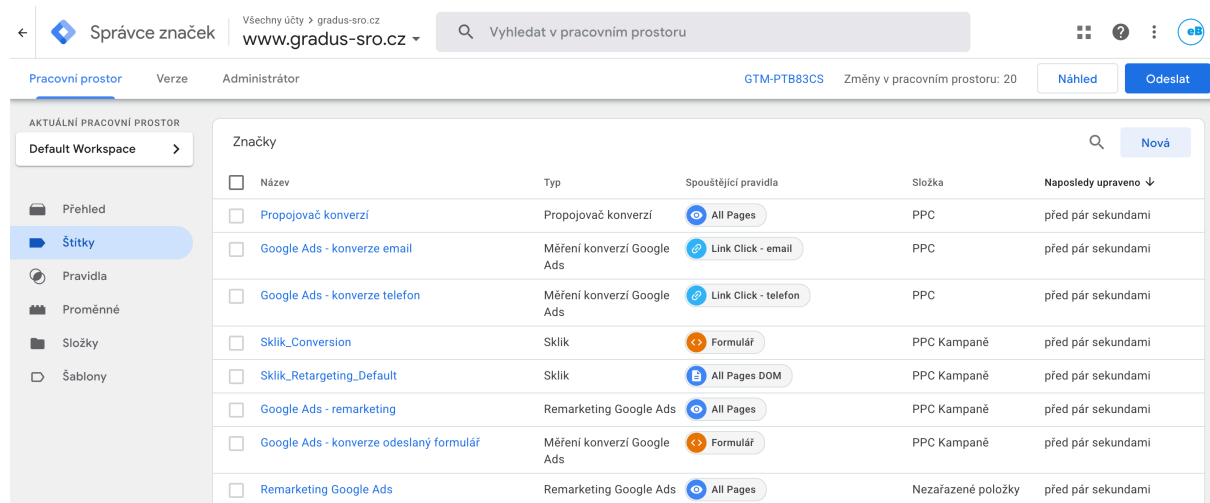 Všechny účty > gradus-sro.cz
Správce značek
www.gradus-sro.cz
Vyhledat v pracovním prostoru
eB
Pracovní prostor Verze Administrátor GTM-PTB83CS Změny v pracovním prostoru: 20 Náhled Odeslat
AKTUÁLNÍ PRACOVNÍ PROSTOR
Default Workspace
Přehled
Štítky
Pravidla
Proměnné
Složky
Šablony
Značky Nová
Název Typ Spouštějící pravidla Složka Naposledy upraveno
Propojovač konverzí Propojovač konverzí All Pages PPC před pár sekundami
Google Ads - konverze email Měření konverzí Google Link Click - email PPC před pár sekundami
Ads
Google Ads - konverze telefon Měření konverzí Google Link Click - telefon PPC před pár sekundami
Ads
Sklik_Conversion Sklik Formulář PPC Kampaně před pár sekundami
Sklik_Retargeting_Default Sklik All Pages DOM PPC Kampaně před pár sekundami
Google Ads - remarketing Remarketing Google Ads All Pages PPC Kampaně před pár sekundami
Google Ads - konverze odeslaný formulář Měření konverzí Google Formulář PPC Kampaně před pár sekundami
Ads
Remarketing Google Ads Remarketing Google Ads All Pages Nezařazené položky před pár sekundami